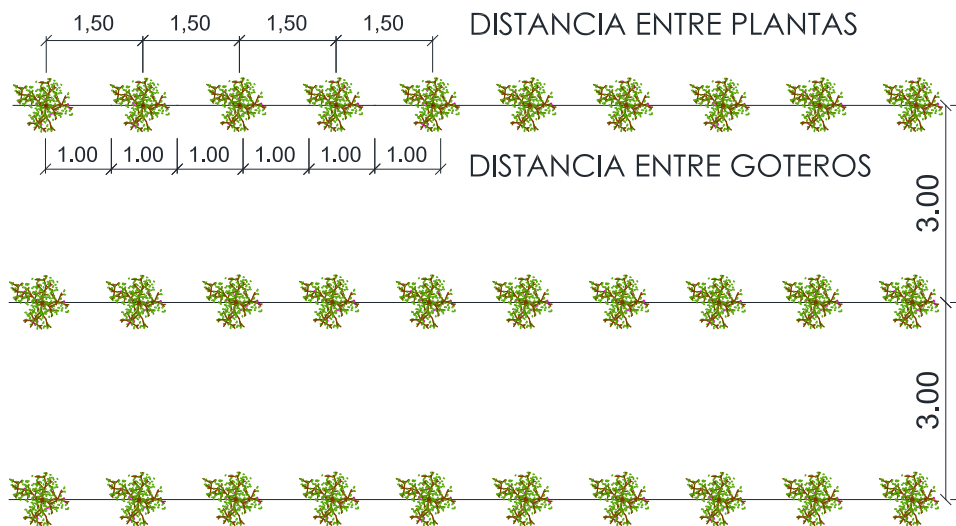 1,50 1,50 1,50 1,50 DISTANCIA ENTRE PLANTAS
1.00 1.00 1.00 1.00 1.00 1.00 DISTANCIA ENTRE GOTEROS
3.00
3.00